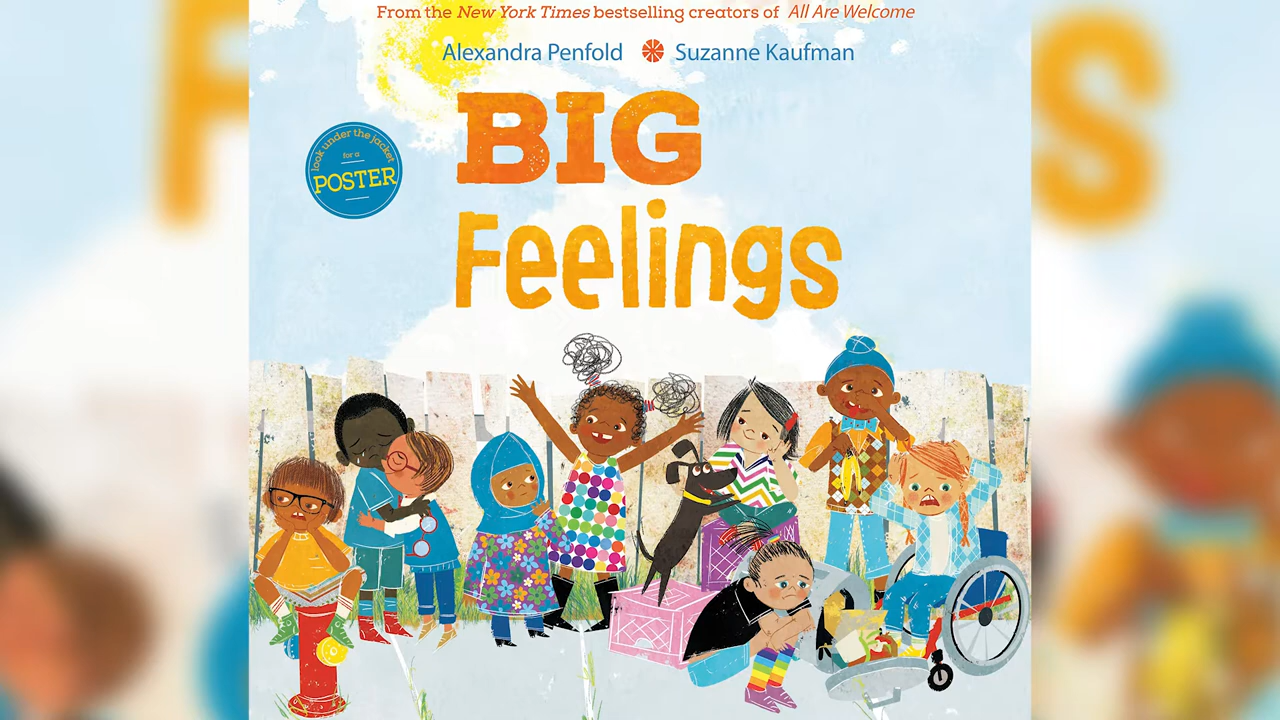 From the New York Times bestselling creators of All Are Welcome
Alexandra Penfold Suzanne Kaufman
BIG
Feelings
look under the jacket
for a
POSTER
F
s